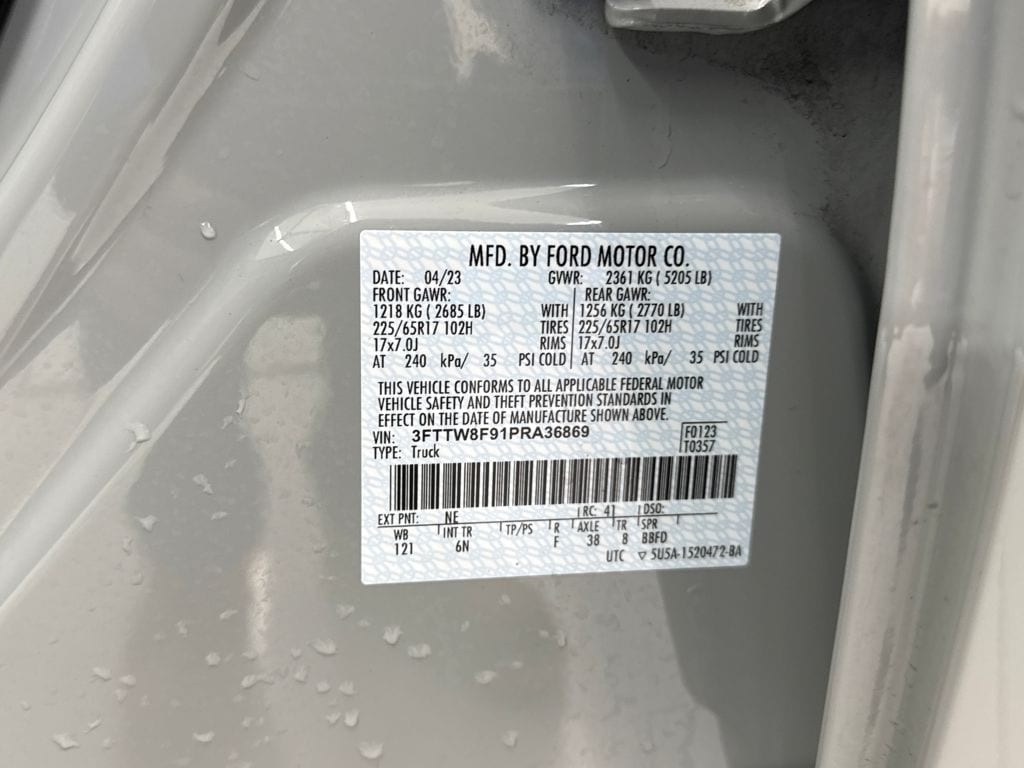 MFD. BY FORD MOTOR CO.
DATE: 04/23 GVWR: 2361 KG ( 5205 LB)
FRONT GAWR: REAR GAWR:
1218 KG ( 2685 LB) WITH 1256 KG ( 2770 LB) WITH
225/65R17 102H TIRES 225/65R17 102H TIRES
17x7.0J RIMS 17x7.0J RIMS
AT 240 kPa/ 35 PSI COLD AT 240 kPa/ 35 PSI COLD
THIS VEHICLE CONFORMS TO ALL APPLICABLE FEDERAL MOTOR
VEHICLE SAFETY AND THEFT PREVENTION STANDARDS IN
EFFECT ON THE DATE OF MANUFACTURE SHOWN ABOVE.
VIN: 3FTTW8F91PRA36869 F0123
TYPE: Truck T0357
EXT PNT: NE RC: 41 DSO:
WB INT TR TP/PS R AXLE TR SPR
121 6N F 38 8 BBFD
UTC ▽ 5U5A-1520472-BA